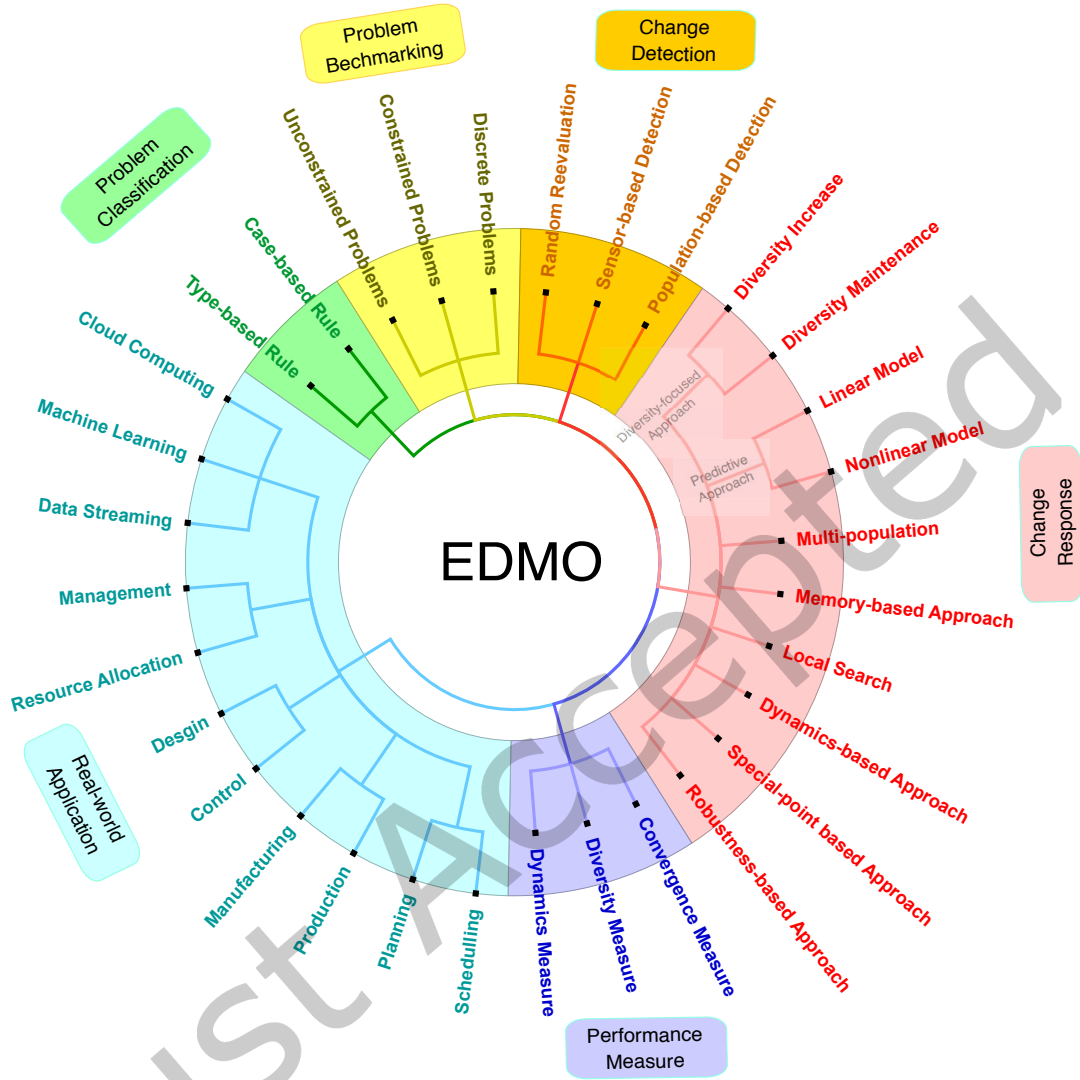 Problem
Bechmarking
Change
Detection
Problem
Classification
Unconstrained Problems
Constrained Problems
Discrete Problems
Random Reevaluation
Sensor-based Detection
Population-based Detection
Case-based Rule
Type-based Rule
Diversity Increase
Diversity Maintenance
Linear Model
Nonlinear Model
Diversity-focused
Approach
Predictive
Approach
Multi-population
Memory-based Approach
Local Search
Dynamics-based Approach
Special-point based Approach
Robustness-based Approach
Change
Response
EDMO
Cloud Computing
Machine Learning
Data Streaming
Management
Resource Allocation
Desgin
Control
Manufacturing
Production
Planning
Schedulling
Real-world
Application
Dynamics Measure
Diversity Measure
Convergence Measure
Performance
Measure
ust Accepted